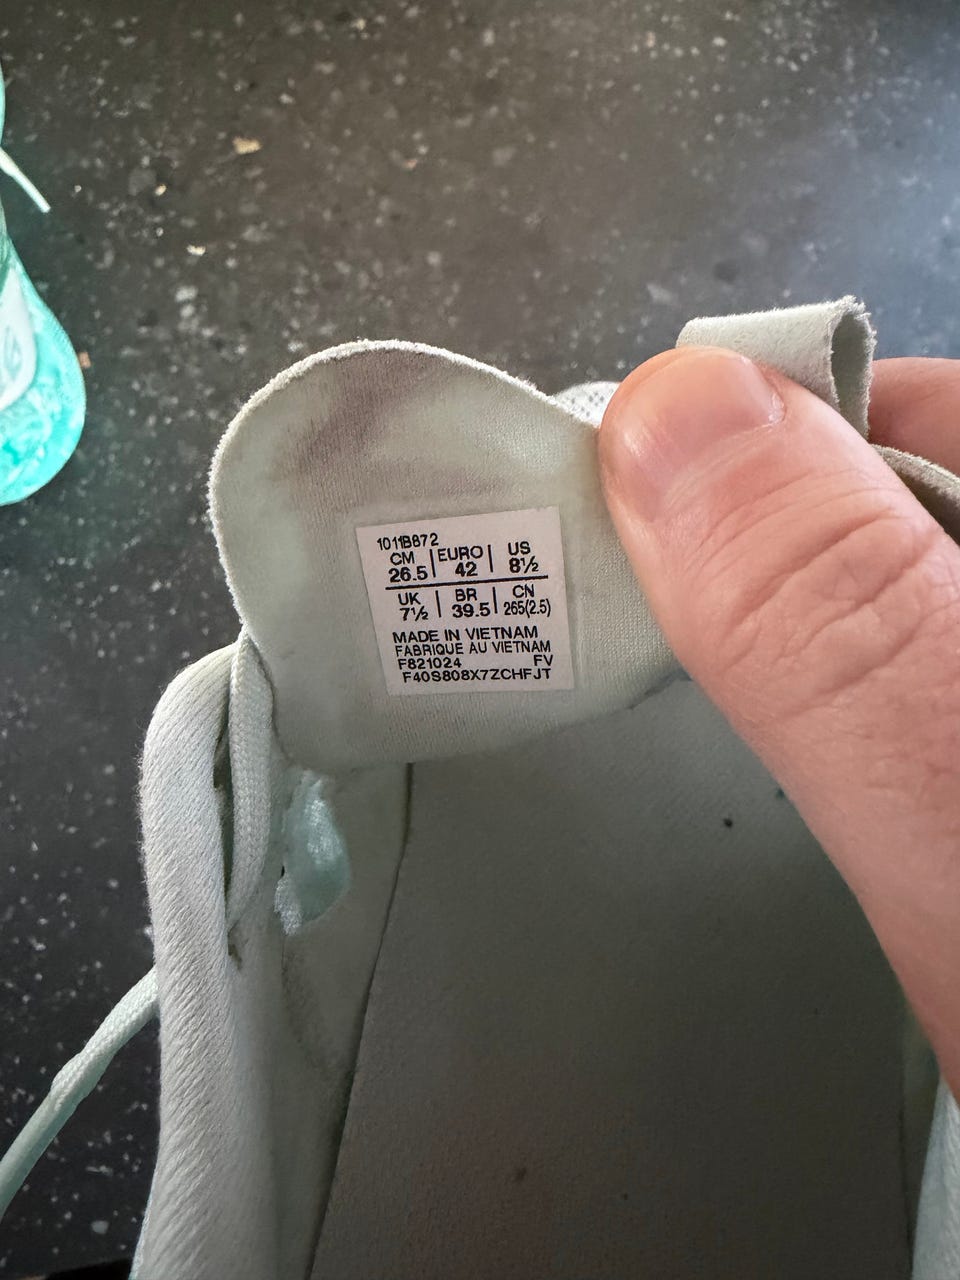 1011B872
CM EURO US
26.5 42 8½
UK BR CN
7½ 39.5 265(2.5)
MADE IN VIETNAM
FABRIQUE AU VIETNAM
F821024 FV
F40S808X7ZCHFJT